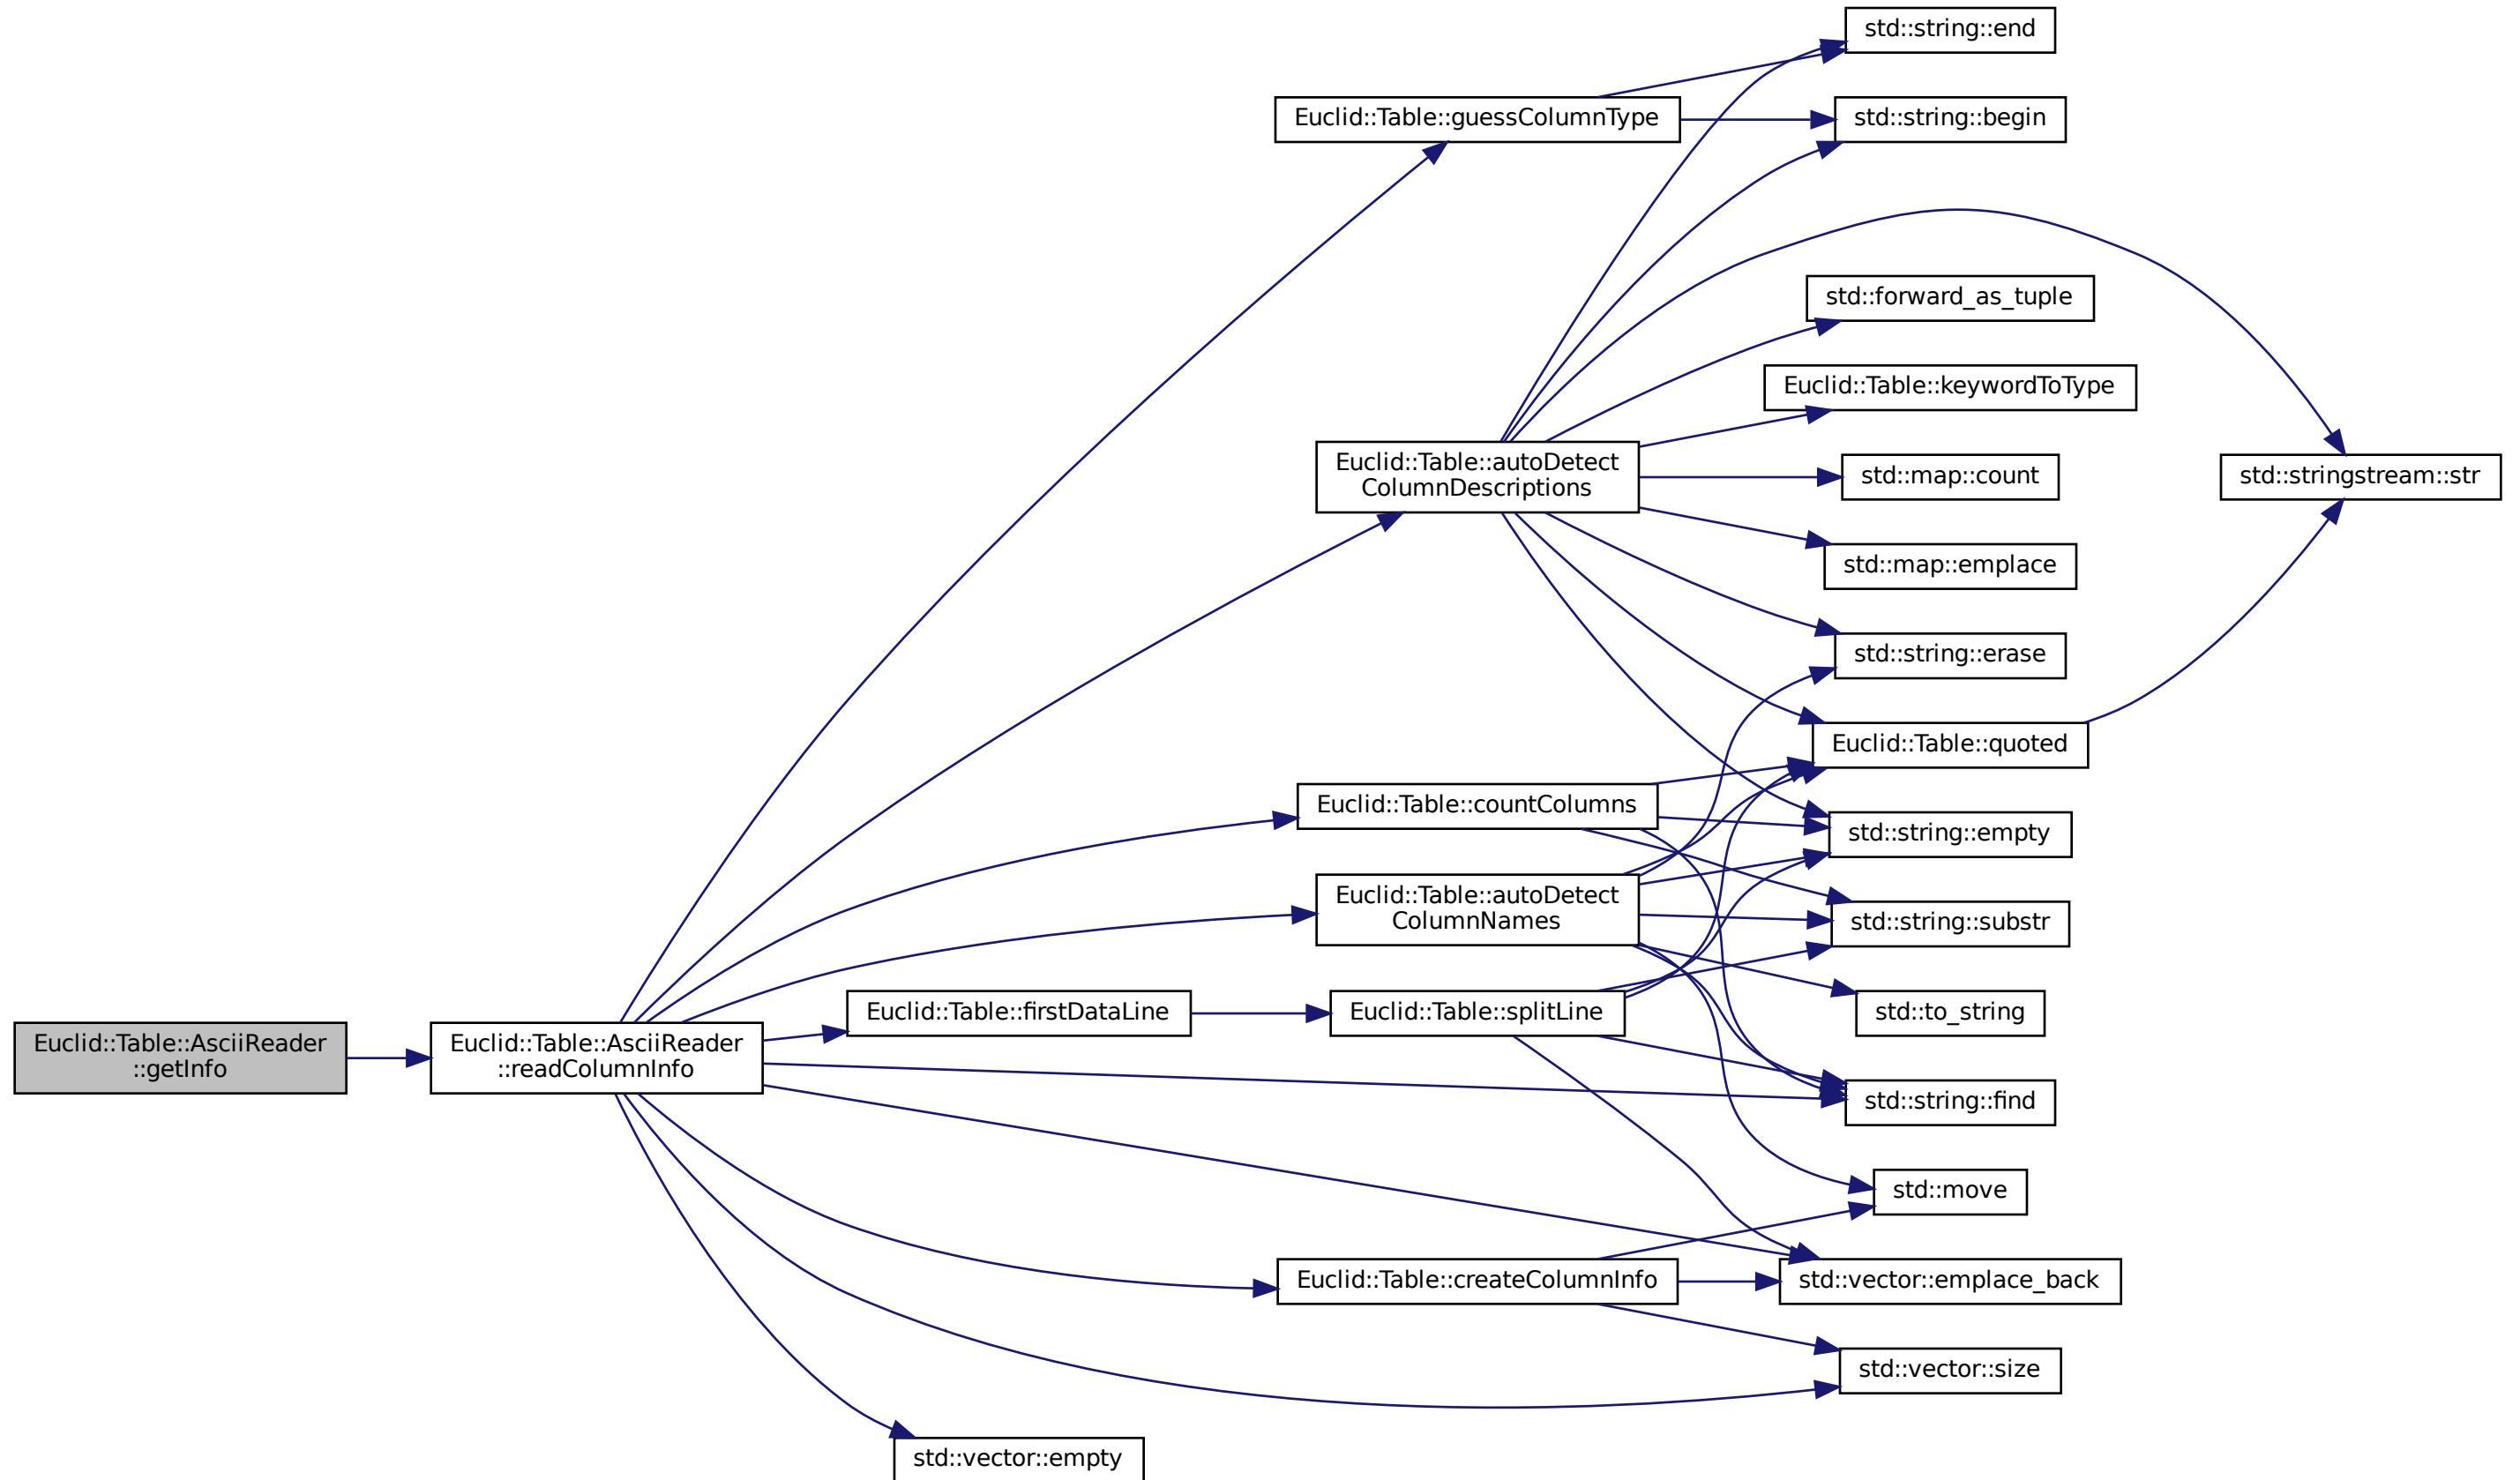 std::string::end
Euclid::Table::guessColumnType
std::string::begin
std::forward_as_tuple
Euclid::Table::keywordToType
Euclid::Table::autoDetect
ColumnDescriptions
std::map::count
std::stringstream::str
std::map::emplace
std::string::erase
Euclid::Table::quoted
Euclid::Table::countColumns
std::string::empty
Euclid::Table::autoDetect
ColumnNames
std::string::substr
Euclid::Table::firstDataLine
Euclid::Table::splitLine
std::to_string
Euclid::Table::AsciiReader
::getInfo
Euclid::Table::AsciiReader
::readColumnInfo
std::string::find
std::move
Euclid::Table::createColumnInfo
std::vector::emplace_back
std::vector::size
std::vector::empty